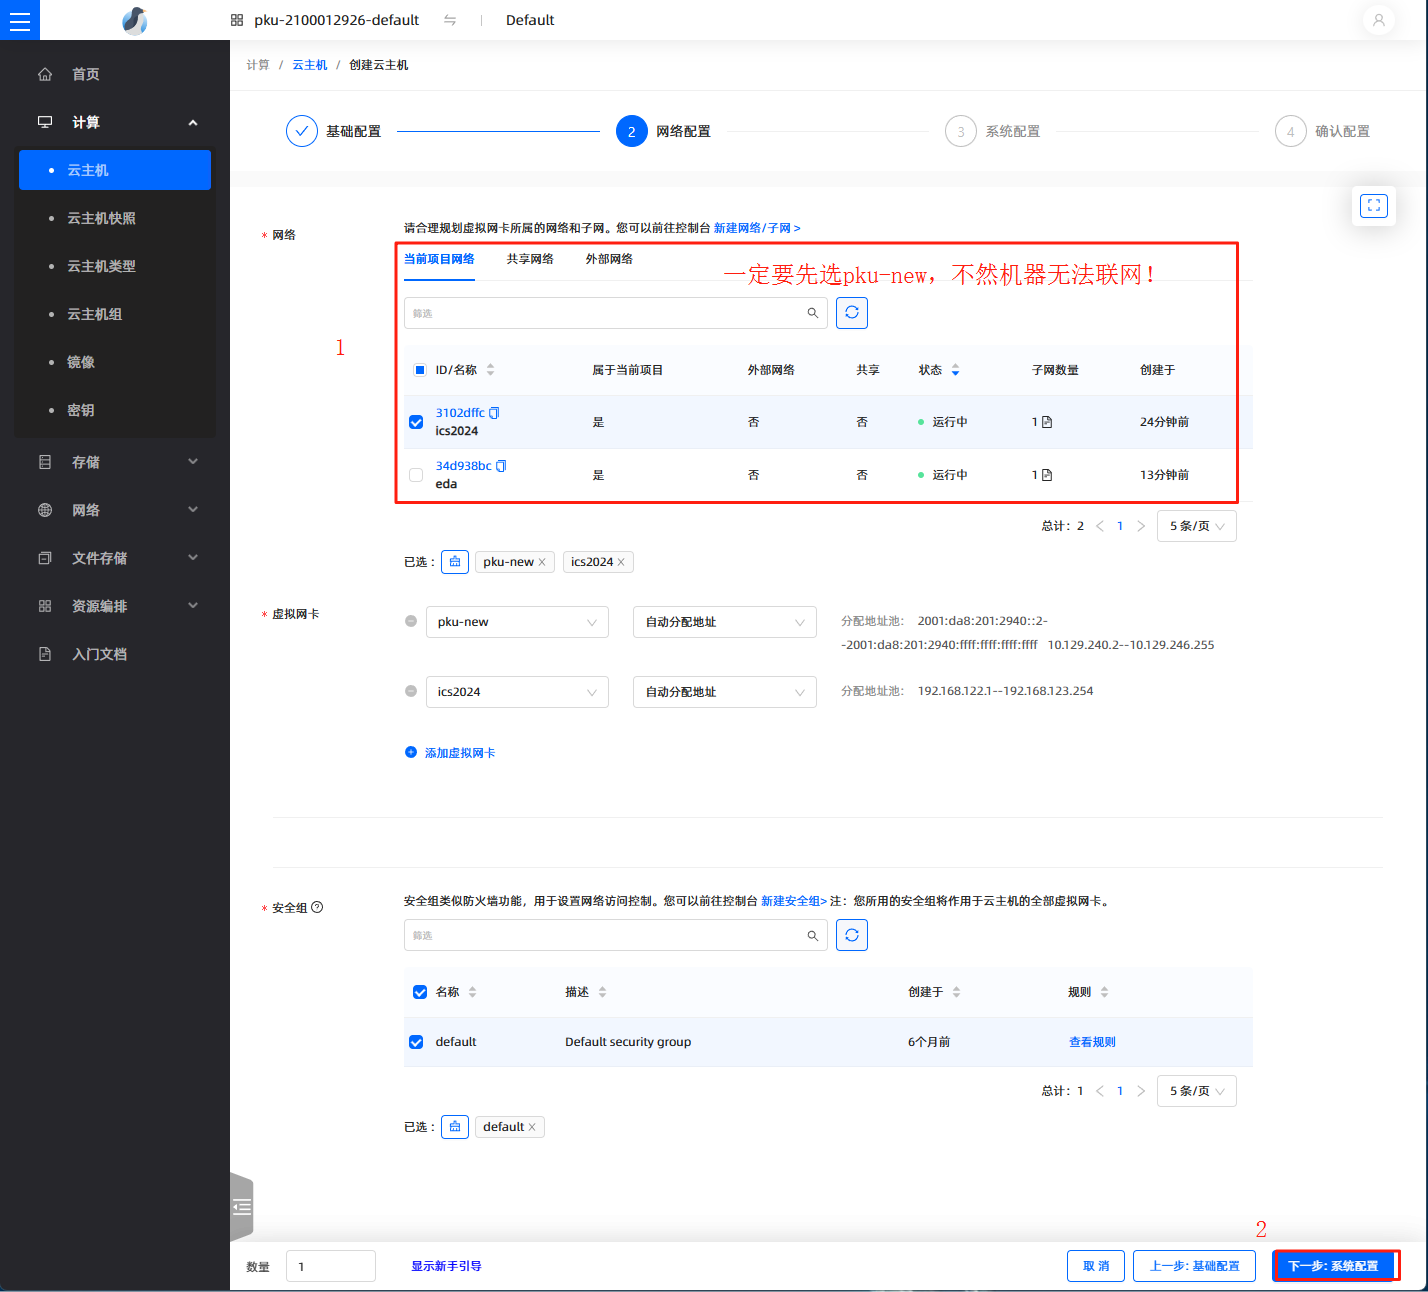 pku-2100012926-default
Default
首页
计算
云主机
云主机快照
云主机类型
云主机组
镜像
密钥
存储
网络
文件存储
资源编排
入门文档
计算 / 云主机 / 创建云主机
基础配置
2 网络配置
3 系统配置
4 确认配置
* 网络
请合理规划虚拟网卡所属的网络和子网。您可以前往控制台 新建网络/子网 >
当前项目网络 共享网络 外部网络
一定要先选pku-new，不然机器无法联网！
筛选
1
ID/名称 属于当前项目 外部网络 共享 状态 子网数量 创建于
3102dffc
ics2024 是 否 否 运行中 1 24分钟前
34d938bc
eda 是 否 否 运行中 1 13分钟前
总计：2 < 1 > 5 条/页
已选： pku-new × ics2024 ×
* 虚拟网卡
pku-new 自动分配地址 分配地址池： 2001:da8:201:2940::2-
-2001:da8:201:2940:ffff:ffff:ffff:ffff 10.129.240.2--10.129.246.255
ics2024 自动分配地址 分配地址池： 192.168.122.1--192.168.123.254
添加虚拟网卡
* 安全组
安全组类似防火墙功能，用于设置网络访问控制。您可以前往控制台 新建安全组> 注：您所用的安全组将作用于云主机的全部虚拟网卡。
筛选
名称 描述 创建于 规则
default Default security group 6个月前 查看规则
总计：1 < 1 > 5 条/页
已选： default ×
2
数量 1 显示新手引导 取 消 上一步: 基础配置 下一步: 系统配置